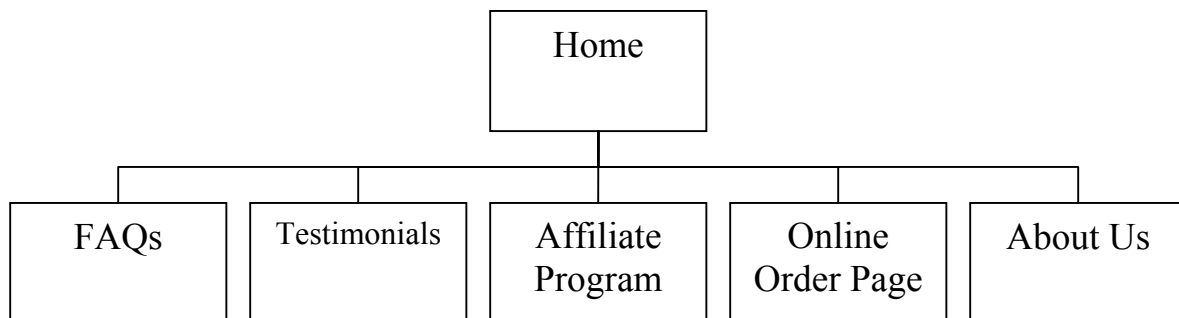 Home
FAQs
Testimonials
Affiliate
Program
Online
Order Page
About Us